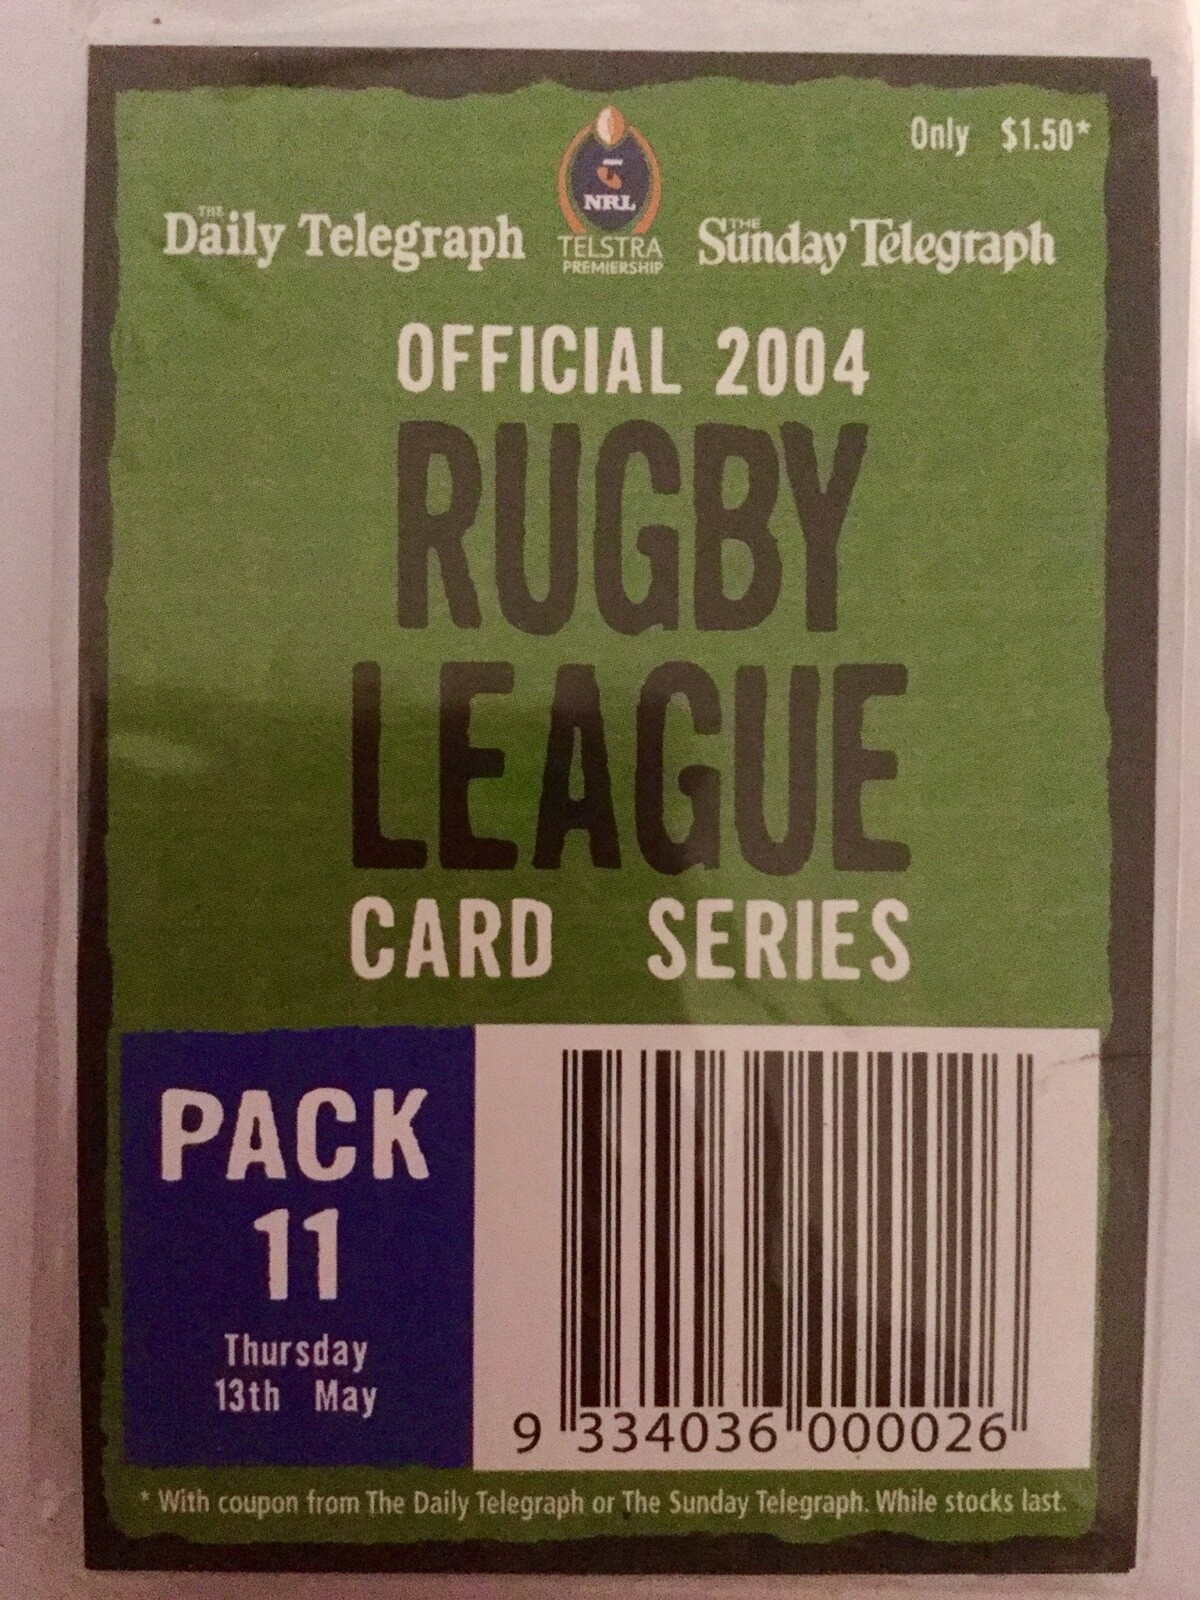 Only $1.50*
NRL
THE
Daily Telegraph
TELSTRA
PREMIERSHIP
THE
Sunday Telegraph
OFFICIAL 2004
RUGBY
LEAGUE
CARD SERIES
PACK
11
Thursday
13th May
9 334036 000026
* With coupon from The Daily Telegraph or The Sunday Telegraph. While stocks last.